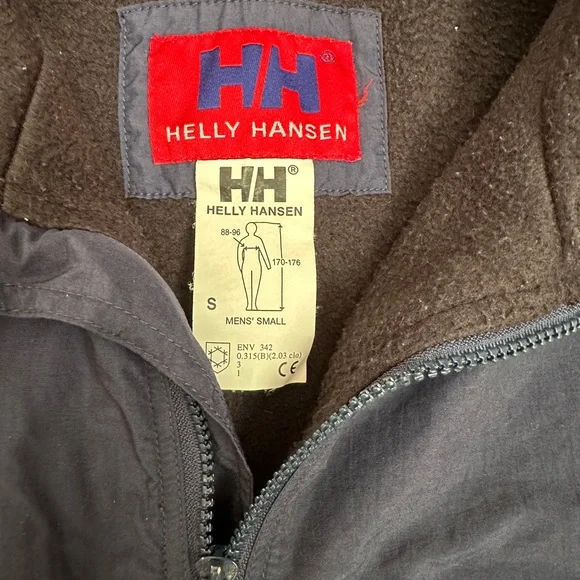 HH®
HELLY HANSEN
HH®
HELLY HANSEN
88-96
170-176
S
MENS' SMALL
ENV 342
0.315(B)(2.03 clo)
3
1
CE